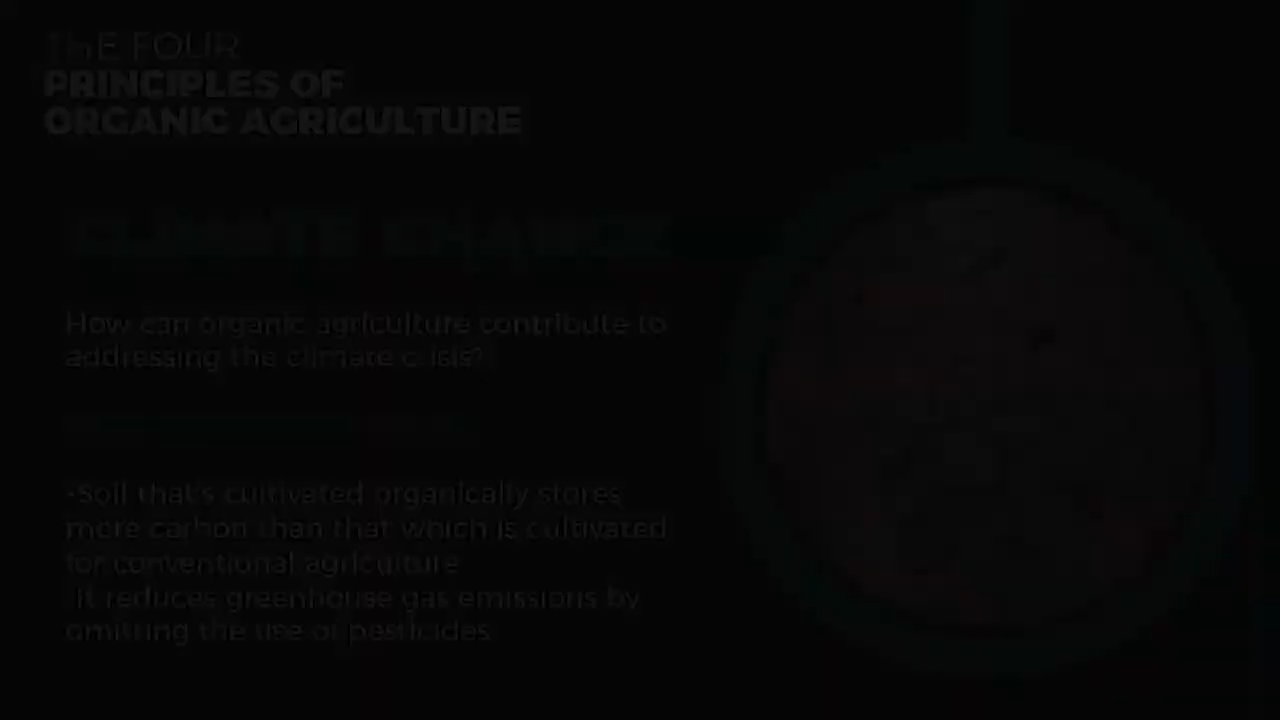 THE FOUR
PRINCIPLES OF
ORGANIC AGRICULTURE
CLIMATE CHANGE
How can organic agriculture contribute to
addressing the climate crisis?
-Soil that's cultivated organically stores
more carbon than that which is cultivated
for conventional agriculture
-It reduces greenhouse gas emissions by
omitting the use of pesticides